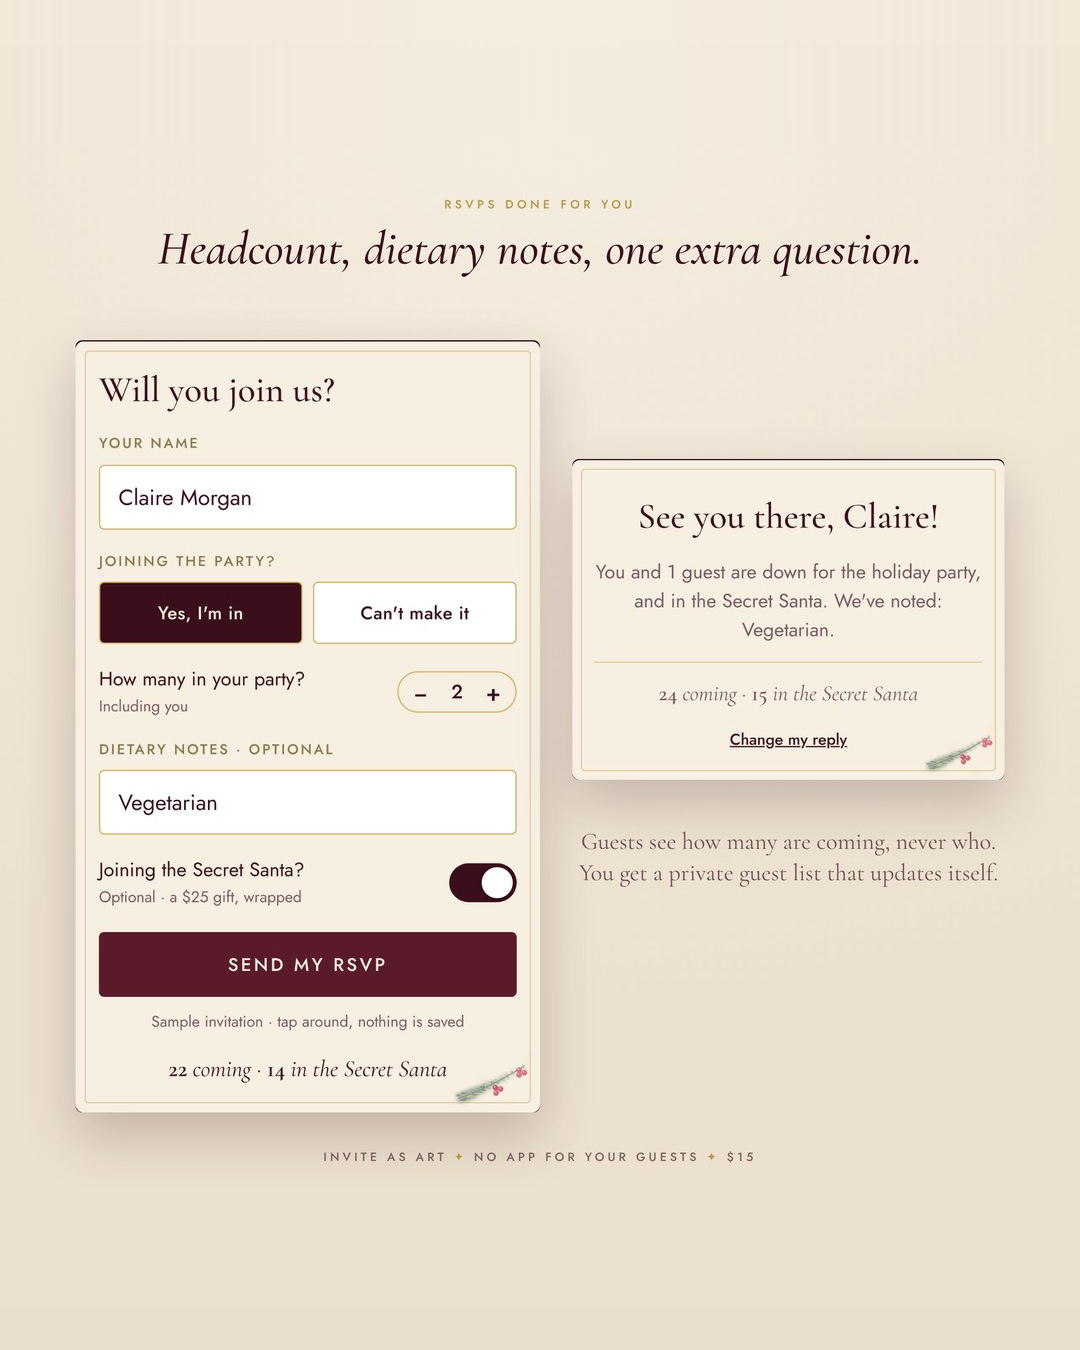 RSVPS DONE FOR YOU
Headcount, dietary notes, one extra question.
Will you join us?
YOUR NAME
Claire Morgan
JOINING THE PARTY?
Yes, I'm in
Can't make it
How many in your party?
Including you
– 2 +
DIETARY NOTES · OPTIONAL
Vegetarian
Joining the Secret Santa?
Optional · a $25 gift, wrapped
SEND MY RSVP
Sample invitation · tap around, nothing is saved
22 coming · 14 in the Secret Santa
See you there, Claire!
You and 1 guest are down for the holiday party,
and in the Secret Santa. We've noted:
Vegetarian.
24 coming · 15 in the Secret Santa
Change my reply
Guests see how many are coming, never who.
You get a private guest list that updates itself.
INVITE AS ART ✦ NO APP FOR YOUR GUESTS ✦ $15